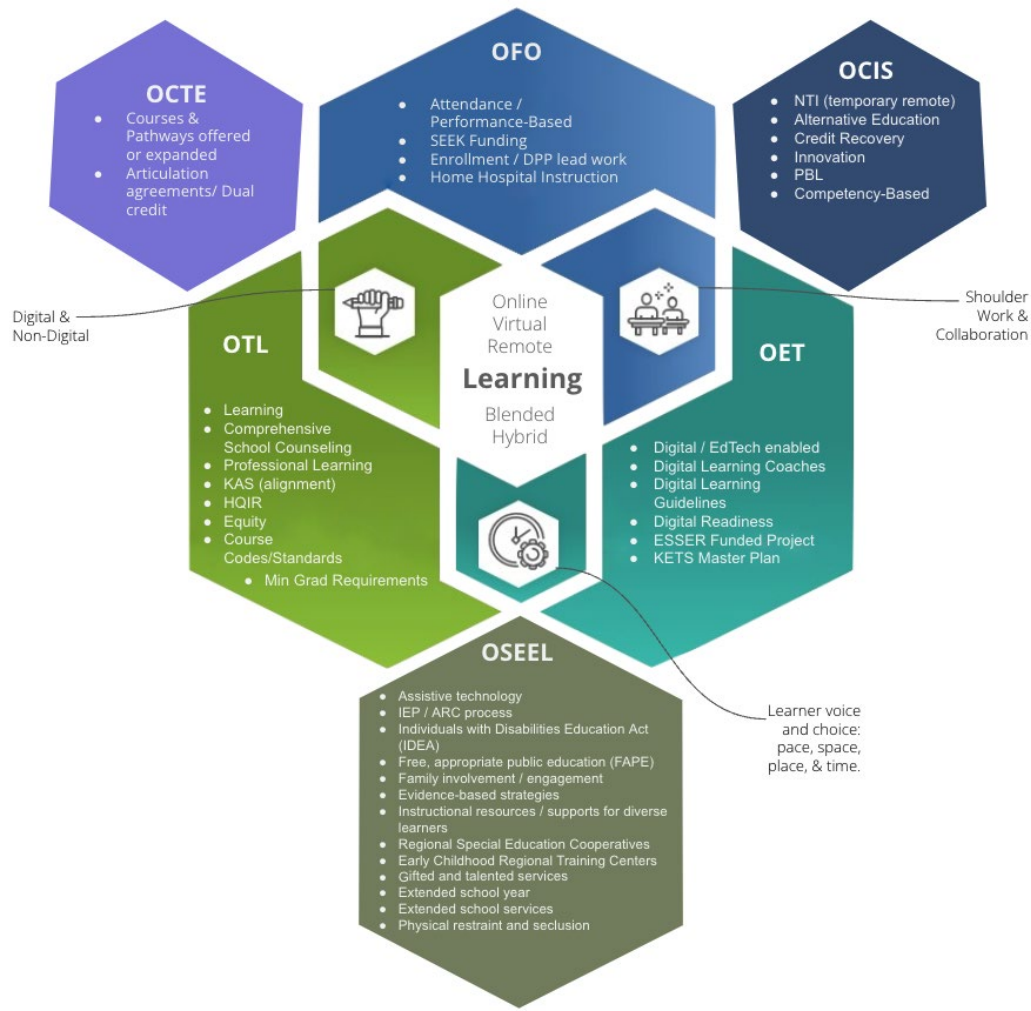 OCTE
● Courses &
Pathways offered
or expanded
● Articulation
agreements/ Dual
credit
OFO
● Attendance /
Performance-Based
● SEEK Funding
● Enrollment / DPP lead work
● Home Hospital Instruction
OCIS
● NTI (temporary remote)
● Alternative Education
● Credit Recovery
● Innovation
● PBL
● Competency-Based
Digital &
Non-Digital
Online
Virtual
Remote
Learning
Blended
Hybrid
Shoulder
Work &
Collaboration
OTL
● Learning
● Comprehensive
School Counseling
● Professional Learning
● KAS (alignment)
● HQIR
● Equity
● Course
Codes/Standards
● Min Grad Requirements
OET
● Digital / EdTech enabled
● Digital Learning Coaches
● Digital Learning
Guidelines
● Digital Readiness
● ESSER Funded Project
● KETS Master Plan
OSEEL
● Assistive technology
● IEP / ARC process
● Individuals with Disabilities Education Act
(IDEA)
● Free, appropriate public education (FAPE)
● Family involvement / engagement
● Evidence-based strategies
● Instructional resources / supports for diverse
learners
● Regional Special Education Cooperatives
● Early Childhood Regional Training Centers
● Gifted and talented services
● Extended school year
● Extended school services
● Physical restraint and seclusion
Learner voice
and choice:
pace, space,
place, & time.